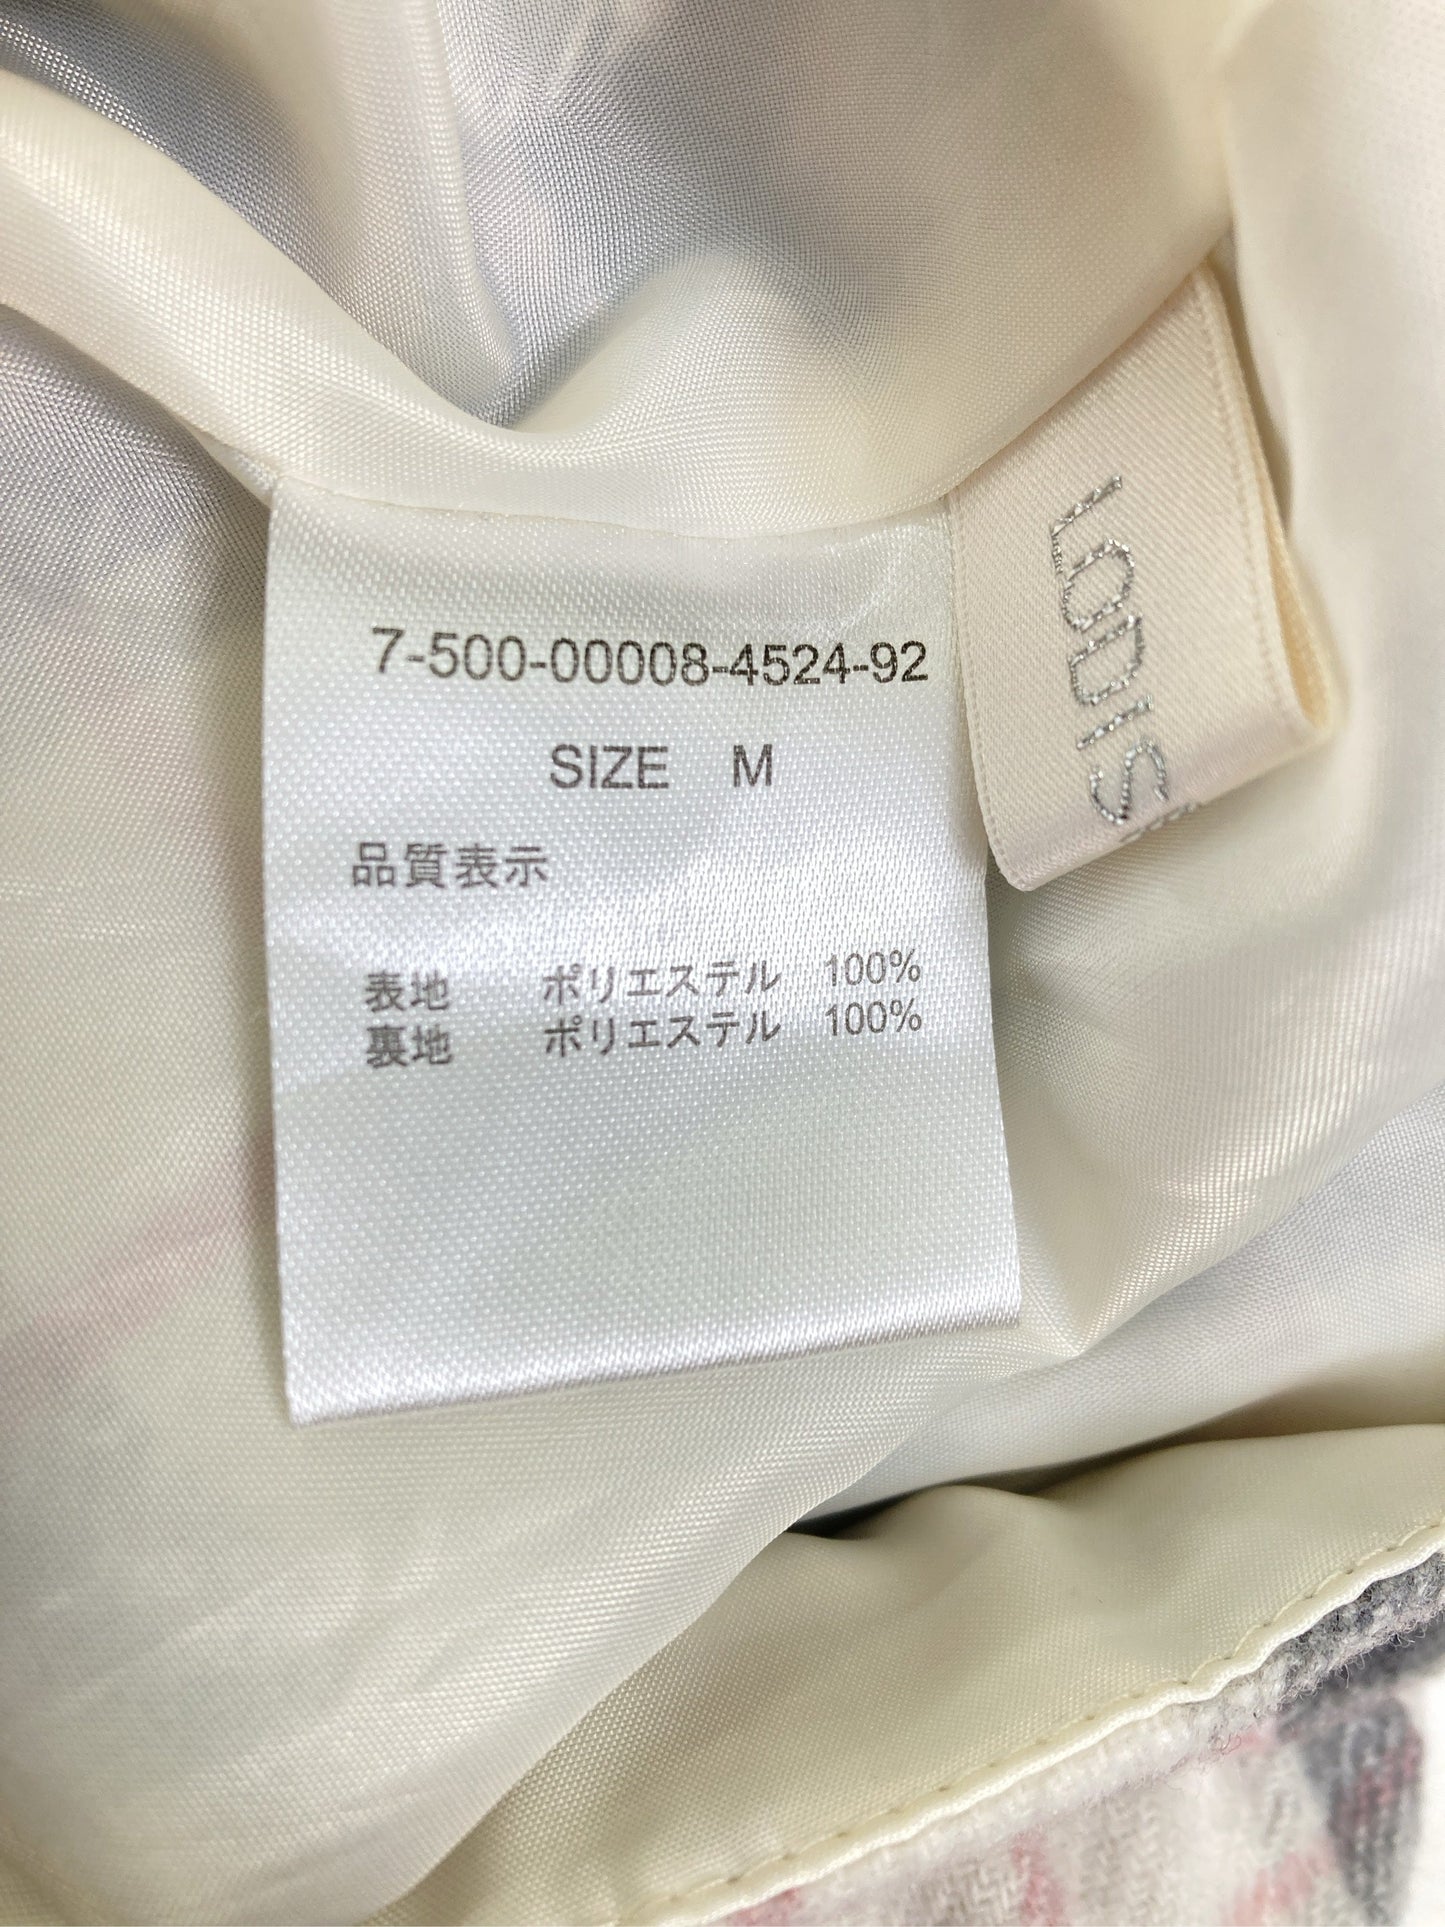 7-500-00008-4524-92
SIZE M
品質表示
表地 ポリエステル 100%
裏地 ポリエステル 100%
LODIS